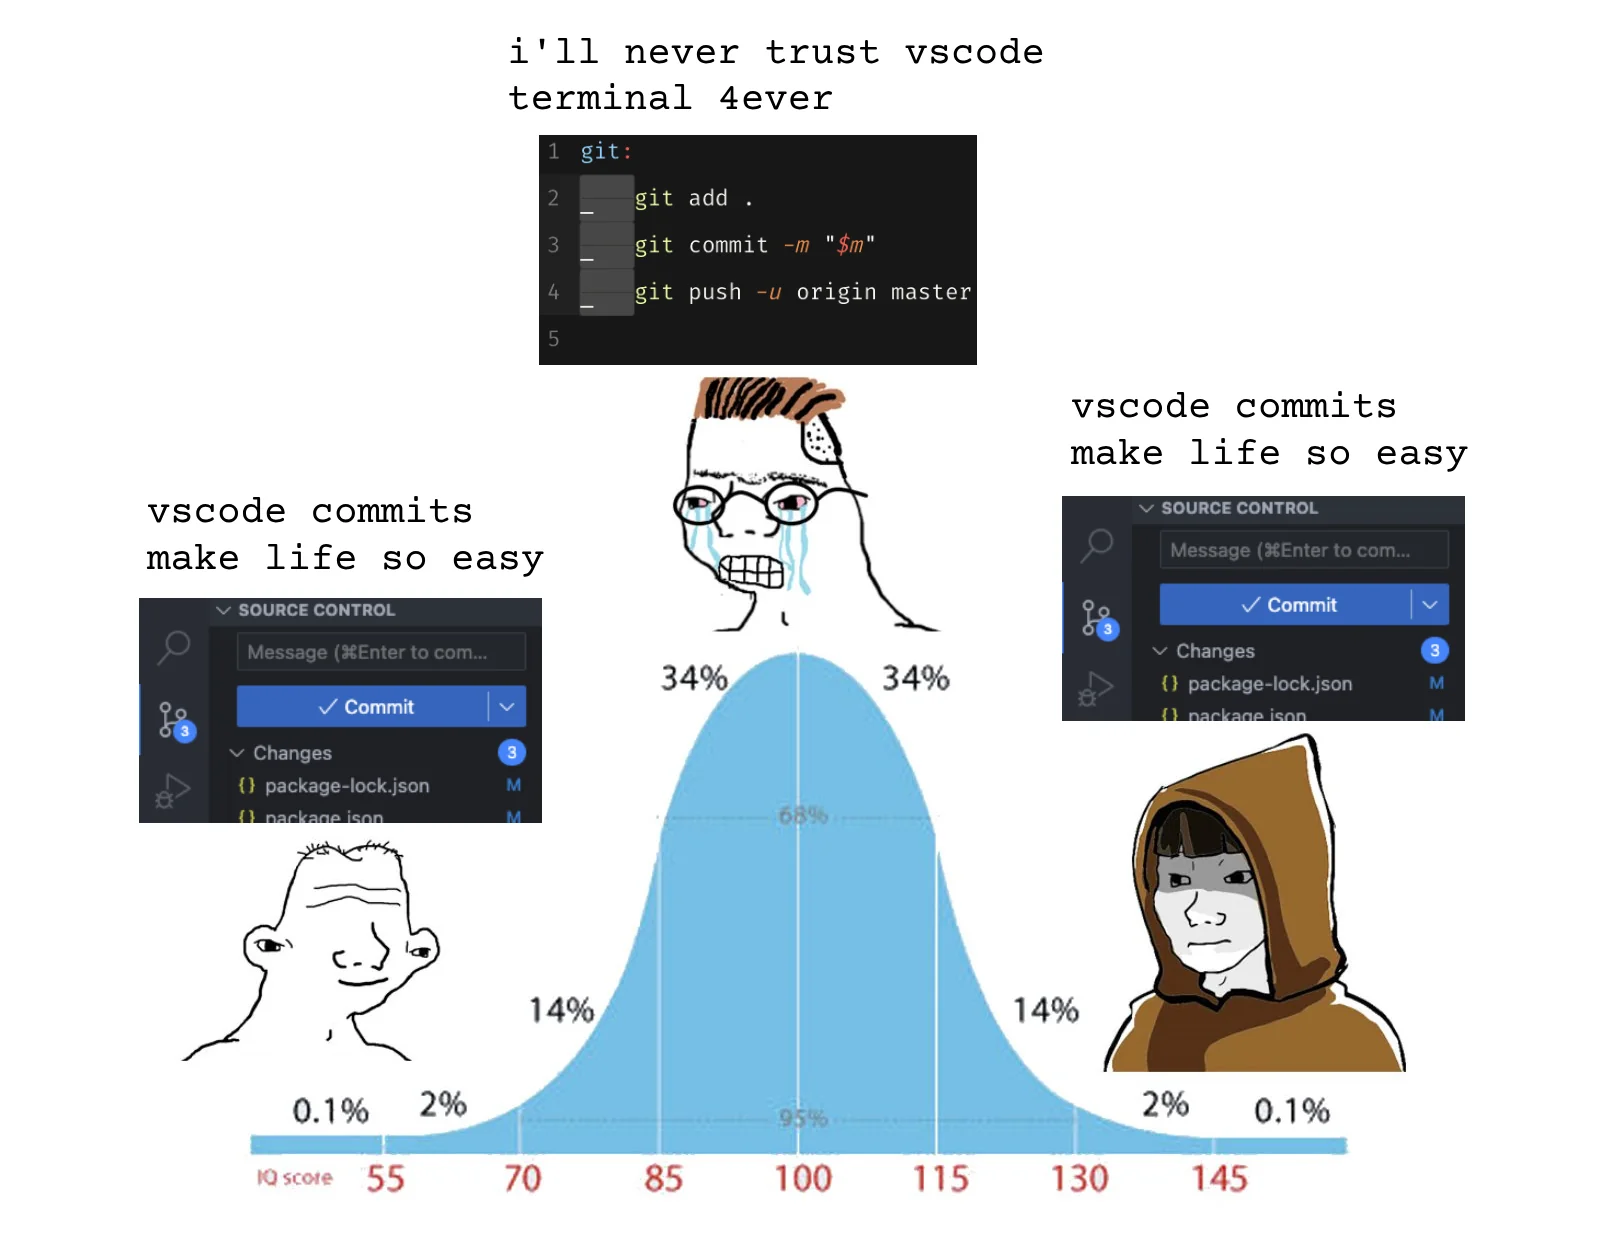 i'll never trust vscode
terminal 4ever
1 git:
2 git add .
3 git commit -m "$m"
4 git push -u origin master
5
vscode commits
make life so easy
SOURCE CONTROL
Message (⌘Enter to com...
Commit
3
Changes 3
{} package-lock.json M
{} package.json M
vscode commits
make life so easy
SOURCE CONTROL
Message (⌘Enter to com...
Commit
3
Changes 3
{} package-lock.json M
{} package.json M
34% 34%
68%
14% 14%
0.1% 2% 95% 2% 0.1%
IQ score 55 70 85 100 115 130 145